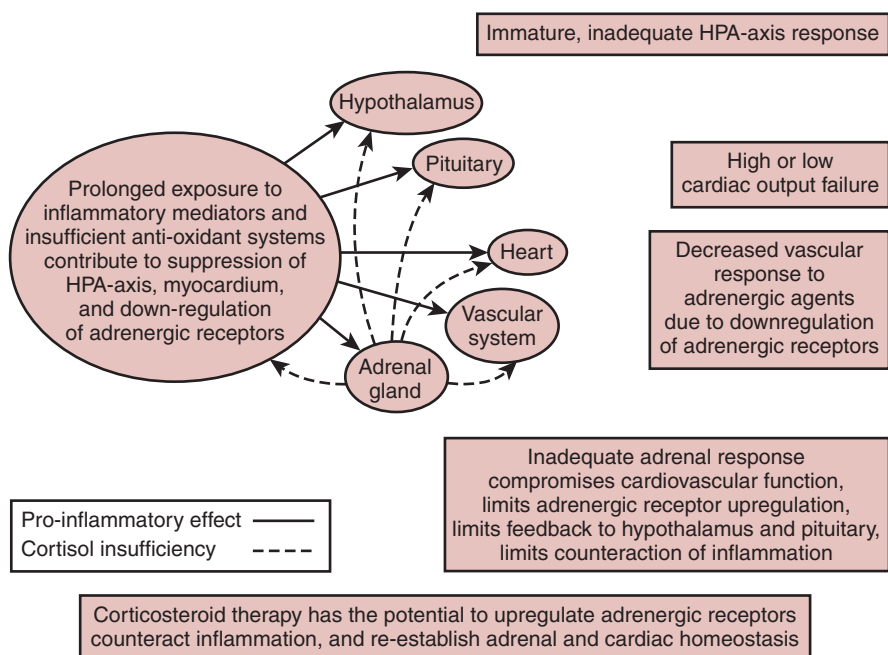 Immature, inadequate HPA-axis response
Hypothalamus
Pituitary
High or low
cardiac output failure
Prolonged exposure to
inflammatory mediators and
insufficient anti-oxidant systems
contribute to suppression of
HPA-axis, myocardium,
and down-regulation
of adrenergic receptors
Heart
Decreased vascular
response to
adrenergic agents
due to downregulation
of adrenergic receptors
Vascular
system
Adrenal
gland
Inadequate adrenal response
compromises cardiovascular function,
limits adrenergic receptor upregulation,
limits feedback to hypothalamus and pituitary,
limits counteraction of inflammation
Pro-inflammatory effect
Cortisol insufficiency
Corticosteroid therapy has the potential to upregulate adrenergic receptors
counteract inflammation, and re-establish adrenal and cardiac homeostasis